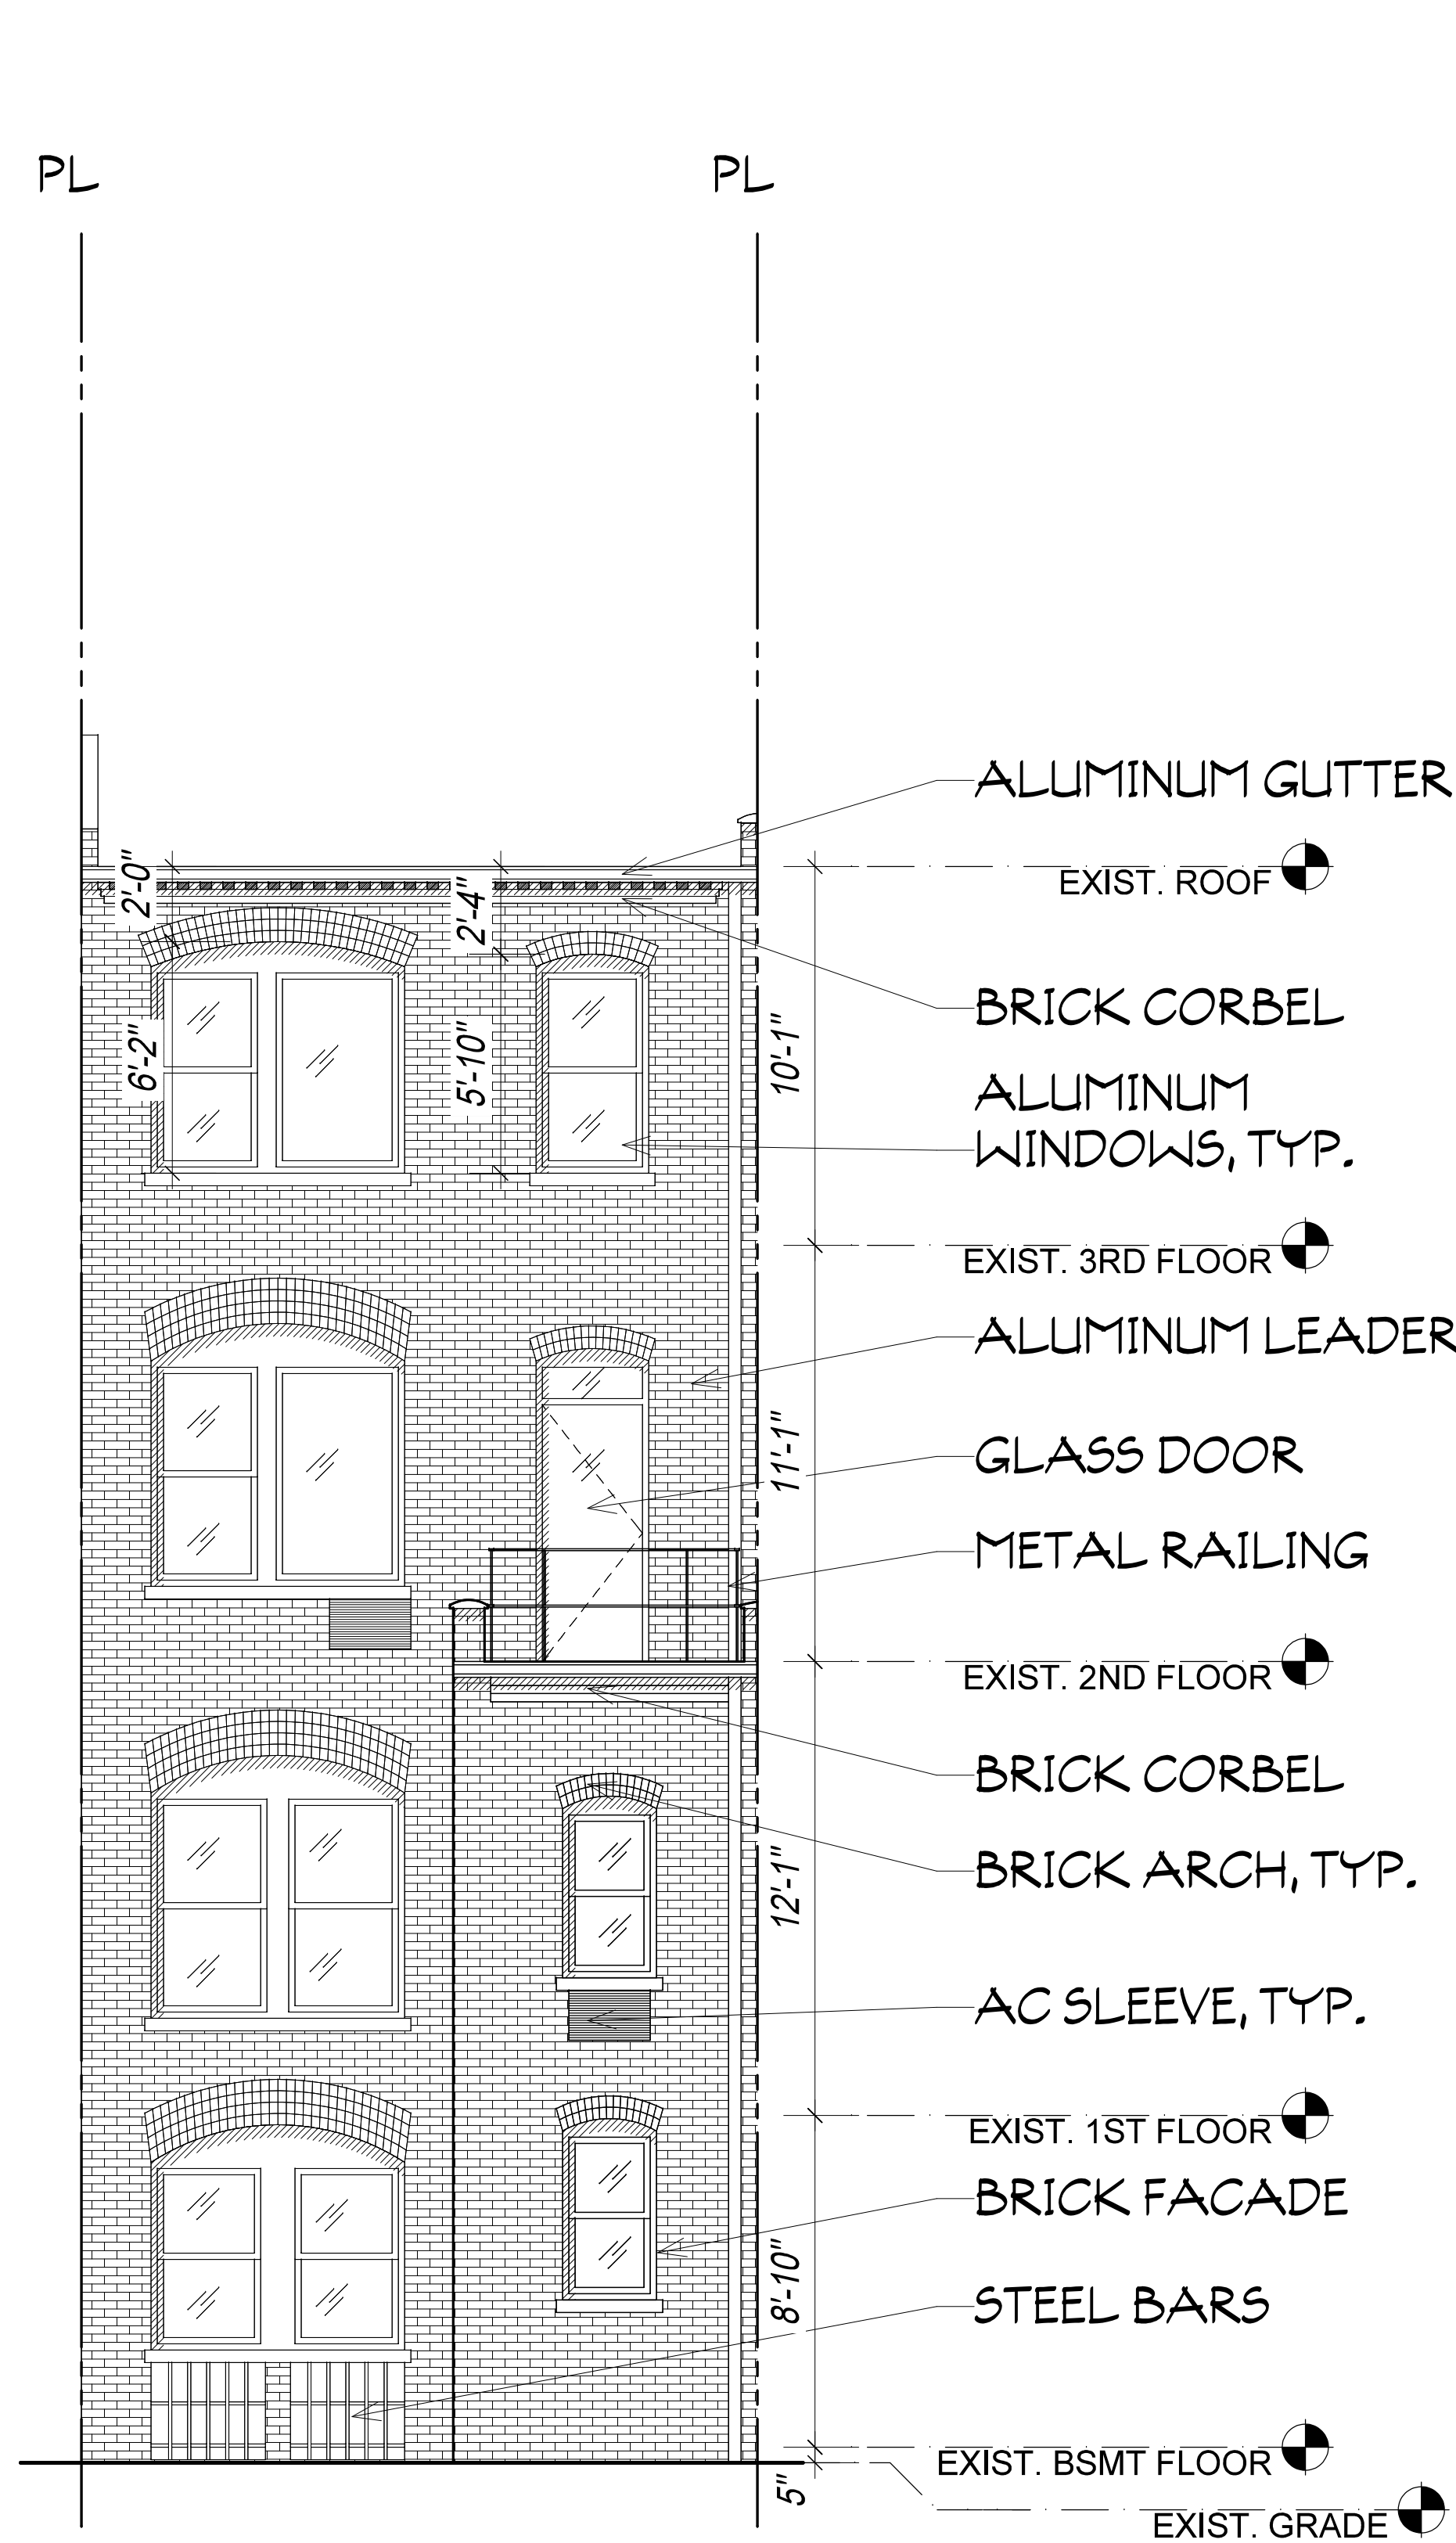 PL
PL
ALUMINUM GUTTER
EXIST. ROOF
2'-0"
2'-4"
BRICK CORBEL
6'-2"
5'-10"
10'-1"
ALUMINUM
WINDOWS, TYP.
EXIST. 3RD FLOOR
ALUMINUM LEADER
11'-1"
GLASS DOOR
METAL RAILING
EXIST. 2ND FLOOR
BRICK CORBEL
12'-1"
BRICK ARCH, TYP.
AC SLEEVE, TYP.
EXIST. 1ST FLOOR
BRICK FACADE
8'-10"
STEEL BARS
EXIST. BSMT FLOOR
5"
EXIST. GRADE